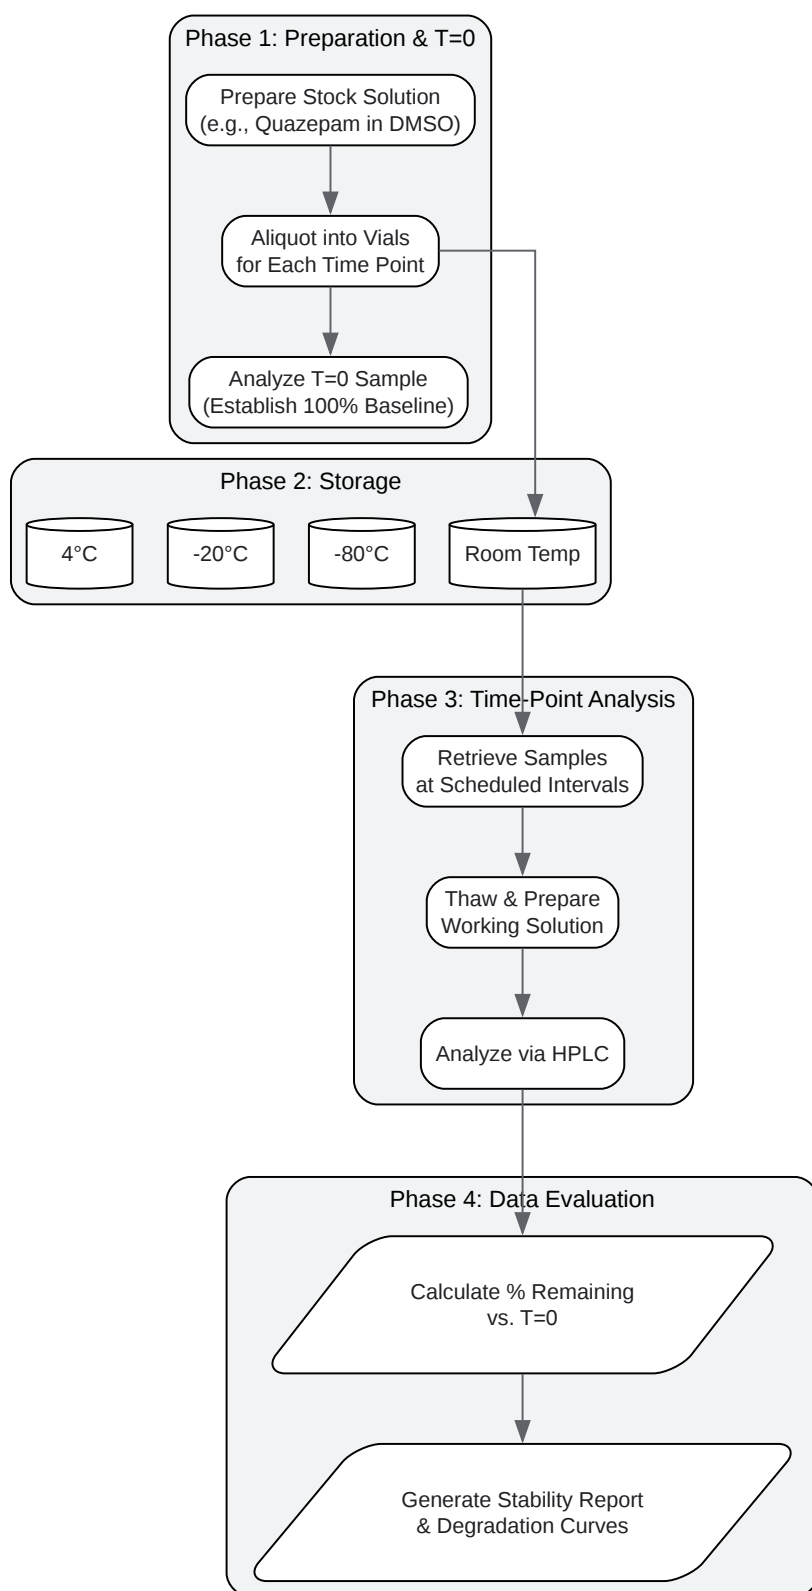 Phase 1: Preparation & T=0
Prepare Stock Solution
(e.g., Quazepam in DMSO)
Aliquot into Vials
for Each Time Point
Analyze T=0 Sample
(Establish 100% Baseline)
Phase 2: Storage
4°C
-20°C
-80°C
Room Temp
Phase 3: Time-Point Analysis
Retrieve Samples
at Scheduled Intervals
Thaw & Prepare
Working Solution
Analyze via HPLC
Phase 4: Data Evaluation
Calculate % Remaining
vs. T=0
Generate Stability Report
& Degradation Curves